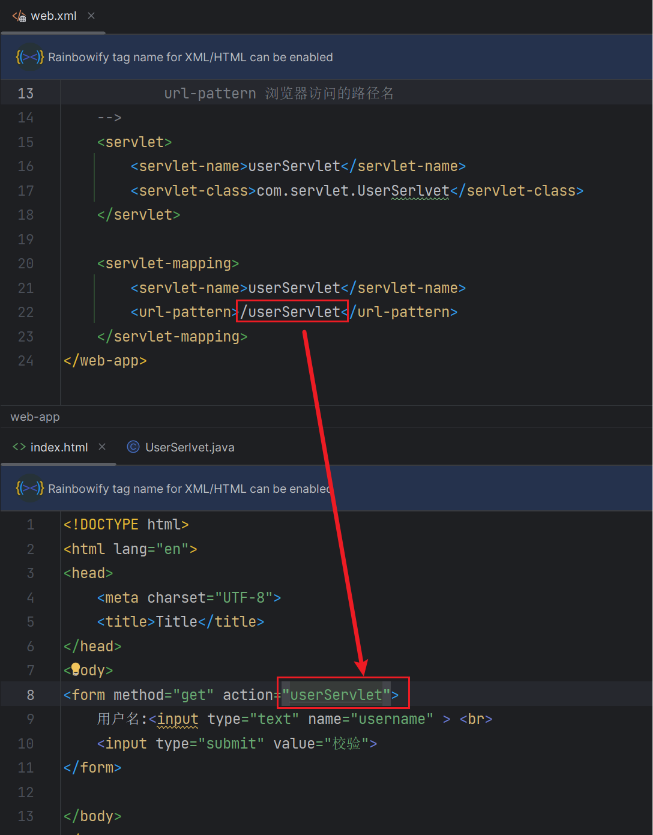 web.xml ×
Rainbowify tag name for XML/HTML can be enabled
13 url-pattern 浏览器访问的路径名
14 -->
15 <servlet>
16 <servlet-name>userServlet</servlet-name>
17 <servlet-class>com.servlet.UserSerlvet</servlet-class>
18 </servlet>
19
20 <servlet-mapping>
21 <servlet-name>userServlet</servlet-name>
22 <url-pattern>/userServlet</url-pattern>
23 </servlet-mapping>
24 </web-app>
web-app
index.html × UserSerlvet.java
Rainbowify tag name for XML/HTML can be enabled
1 <!DOCTYPE html>
2 <html lang="en">
3 <head>
4 <meta charset="UTF-8">
5 <title>Title</title>
6 </head>
7 <body>
8 <form method="get" action="userServlet">
9 用户名:<input type="text" name="username" > <br>
10 <input type="submit" value="校验">
11 </form>
12
13 </body>